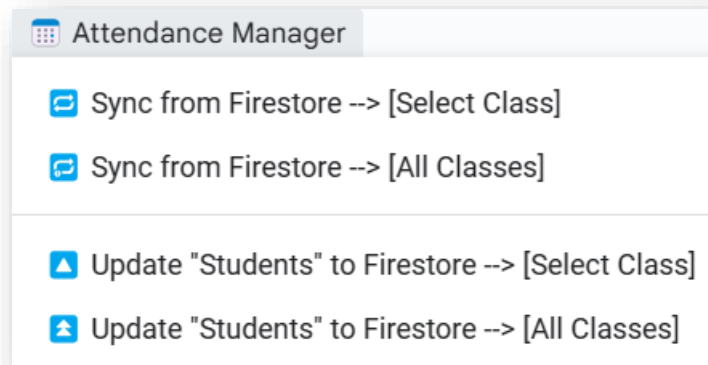 Attendance Manager
Sync from Firestore --> [Select Class]
Sync from Firestore --> [All Classes]
Update "Students" to Firestore --> [Select Class]
Update "Students" to Firestore --> [All Classes]